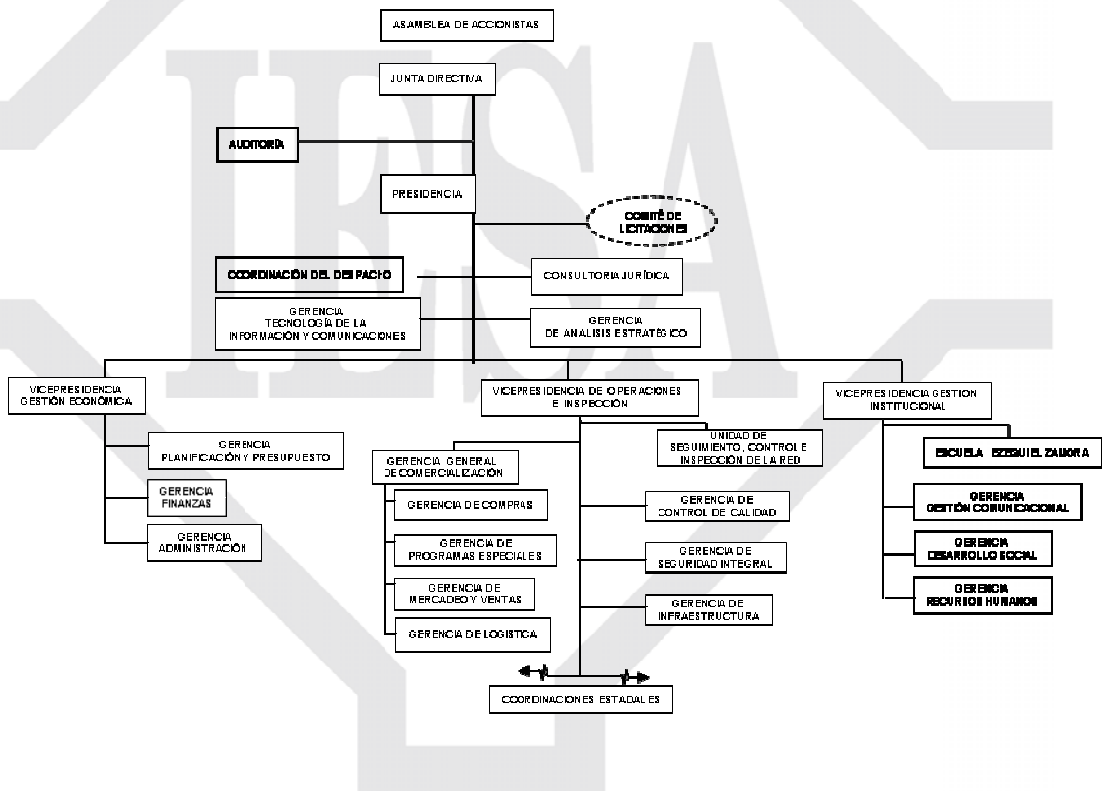 IESA
ASAMBLEA DE ACCIONISTAS
JUNTA DIRECTIVA
AUDITORÍA
PRESIDENCIA
COMITÉ DE
LICITACIONES
COORDINACIÓN DEL DESPACHO
CONSULTORIA JURÍDICA
GERENCIA
TECNOLOGÍA DE LA
INFORMACIÓN Y COMUNICACIONES
GERENCIA
DE ANALISIS ESTRATÉGICO
VICEPRESIDENCIA
GESTIÓN ECONÓMICA
VICEPRESIDENCIA DE OPERACIONES
E INSPECCIÓN
VICEPRESIDENCIA GESTION
INSTITUCIONAL
GERENCIA
PLANIFICACIÓN Y PRESUPUESTO
GERENCIA
FINANZAS
GERENCIA
ADMINISTRACIÓN
GERENCIA GENERAL
DE COMERCIALIZACIÓN
GERENCIA DE COMPRAS
GERENCIA DE
PROGRAMAS ESPECIALES
GERENCIA DE
MERCADEO Y VENTAS
GERENCIA DE LOGISTICA
UNIDAD DE
SEGUIMIENTO, CONTROL E
INSPECCIÓN DE LA RED
GERENCIA DE
CONTROL DE CALIDAD
GERENCIA DE
SEGURIDAD INTEGRAL
GERENCIA DE
INFRAESTRUCTURA
COORDINACIONES ESTADALES
ESCUELA EZEQUIEL ZAMORA
GERENCIA
GESTIÓN COMUNICACIONAL
GERENCIA
DESARROLLO SOCIAL
GERENCIA
RECURSOS HUMANOS